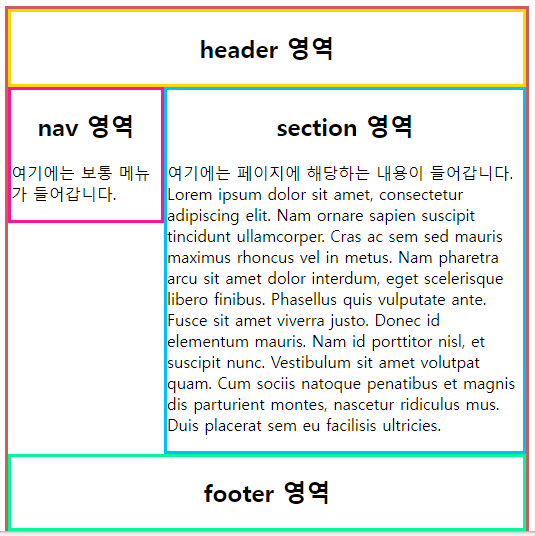 header 영역
nav 영역
여기에는 보통 메뉴
가 들어갑니다.
section 영역
여기에는 페이지에 해당하는 내용이 들어갑니다.
Lorem ipsum dolor sit amet, consectetur
adipiscing elit. Nam ornare sapien suscipit
tincidunt ullamcorper. Cras ac sem sed mauris
maximus rhoncus vel in metus. Nam pharetra
arcu sit amet dolor interdum, eget scelerisque
libero finibus. Phasellus quis vulputate ante.
Fusce sit amet viverra justo. Donec id
elementum mauris. Nam id porttitor nisl, et
suscipit nunc. Vestibulum sit amet volutpat
quam. Cum sociis natoque penatibus et magnis
dis parturient montes, nascetur ridiculus mus.
Duis placerat sem eu facilisis ultricies.
footer 영역